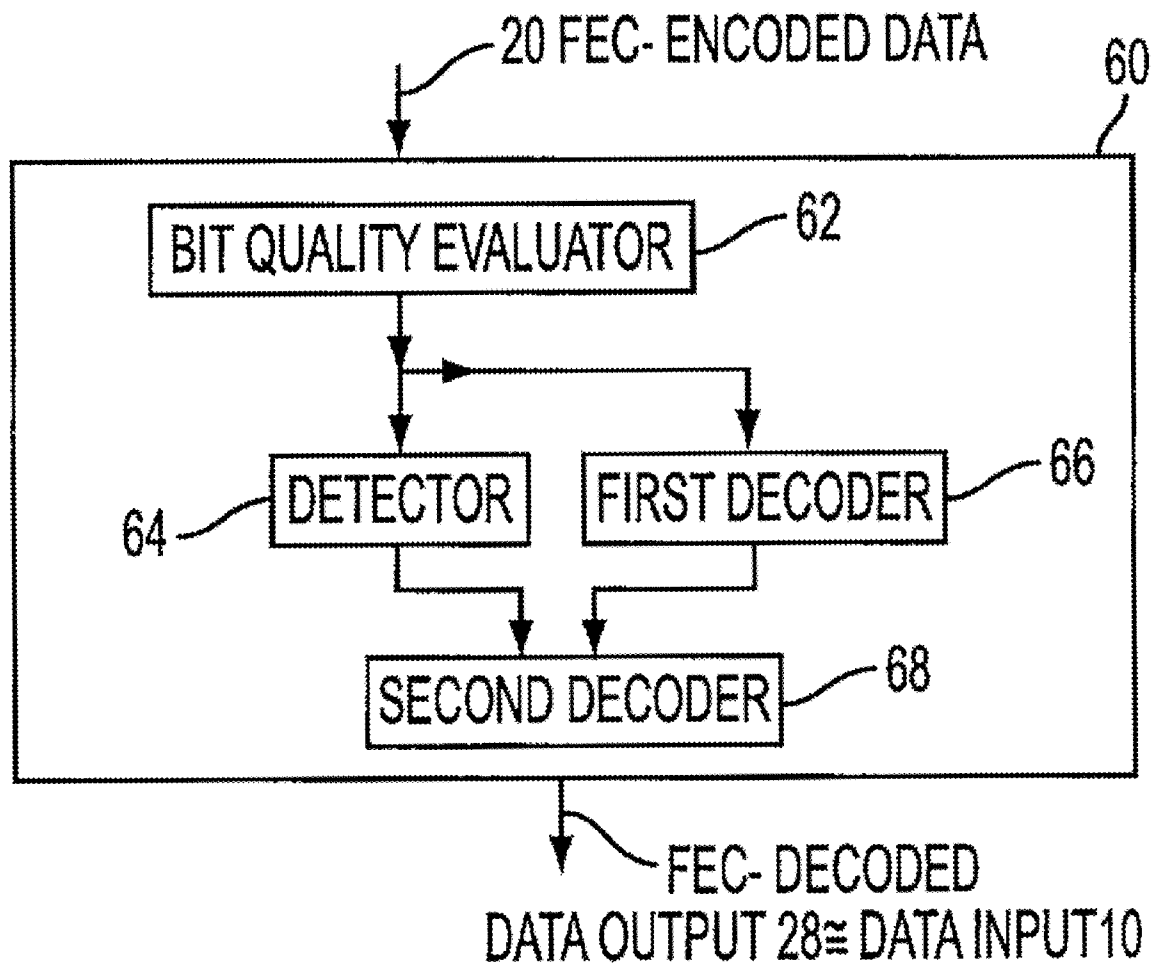 20 FEC- ENCODED DATA
60
BIT QUALITY EVALUATOR
62
DETECTOR
64
FIRST DECODER
66
SECOND DECODER
68
FEC- DECODED
DATA OUTPUT 28≅ DATA INPUT10